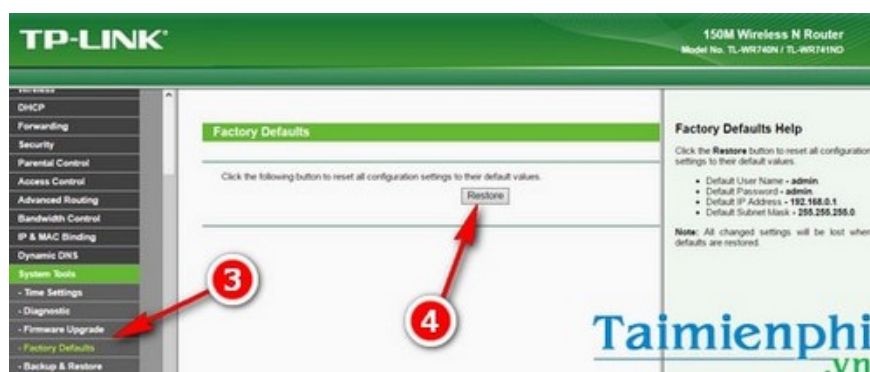 TP-LINK
150M Wireless N Router
Model No. TL-WR740N / TL-WR741ND
Wireless
DHCP
Forwarding
Security
Parental Control
Access Control
Advanced Routing
Bandwidth Control
IP & MAC Binding
Dynamic DNS
System Tools
- Time Settings
- Diagnostic
- Firmware Upgrade
- Factory Defaults
- Backup & Restore
Factory Defaults
Click the following button to reset all configuration settings to their default values.
Restore
3
4
Factory Defaults Help
Click the Restore button to reset all configuration
settings to their default values.
• Default User Name - admin.
• Default Password - admin.
• Default IP Address - 192.168.0.1.
• Default Subnet Mask - 255.255.255.0.
Note: All changed settings will be lost when
defaults are restored.
Taimienphi
.vn